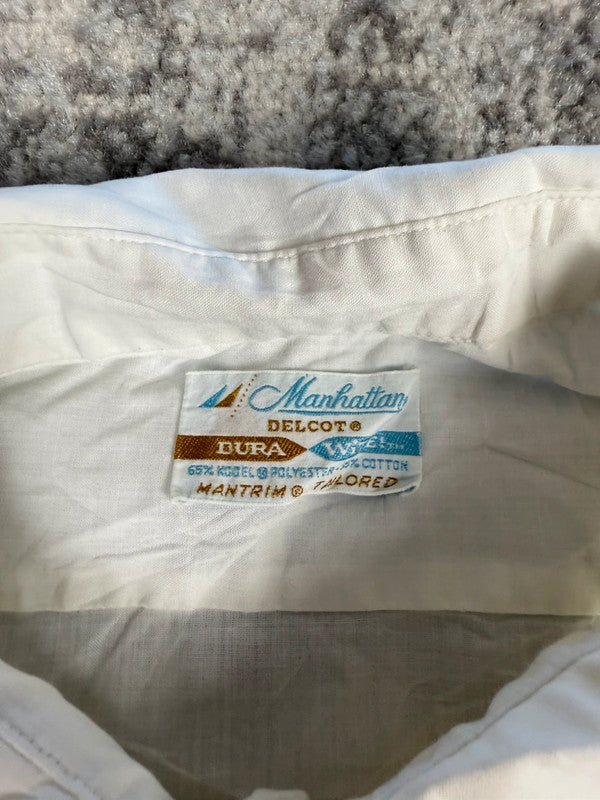 Manhattan
DELCOT ®
DURA
65% KODEL ® POLYESTER COTTON
MANTRIM ® TAILORED